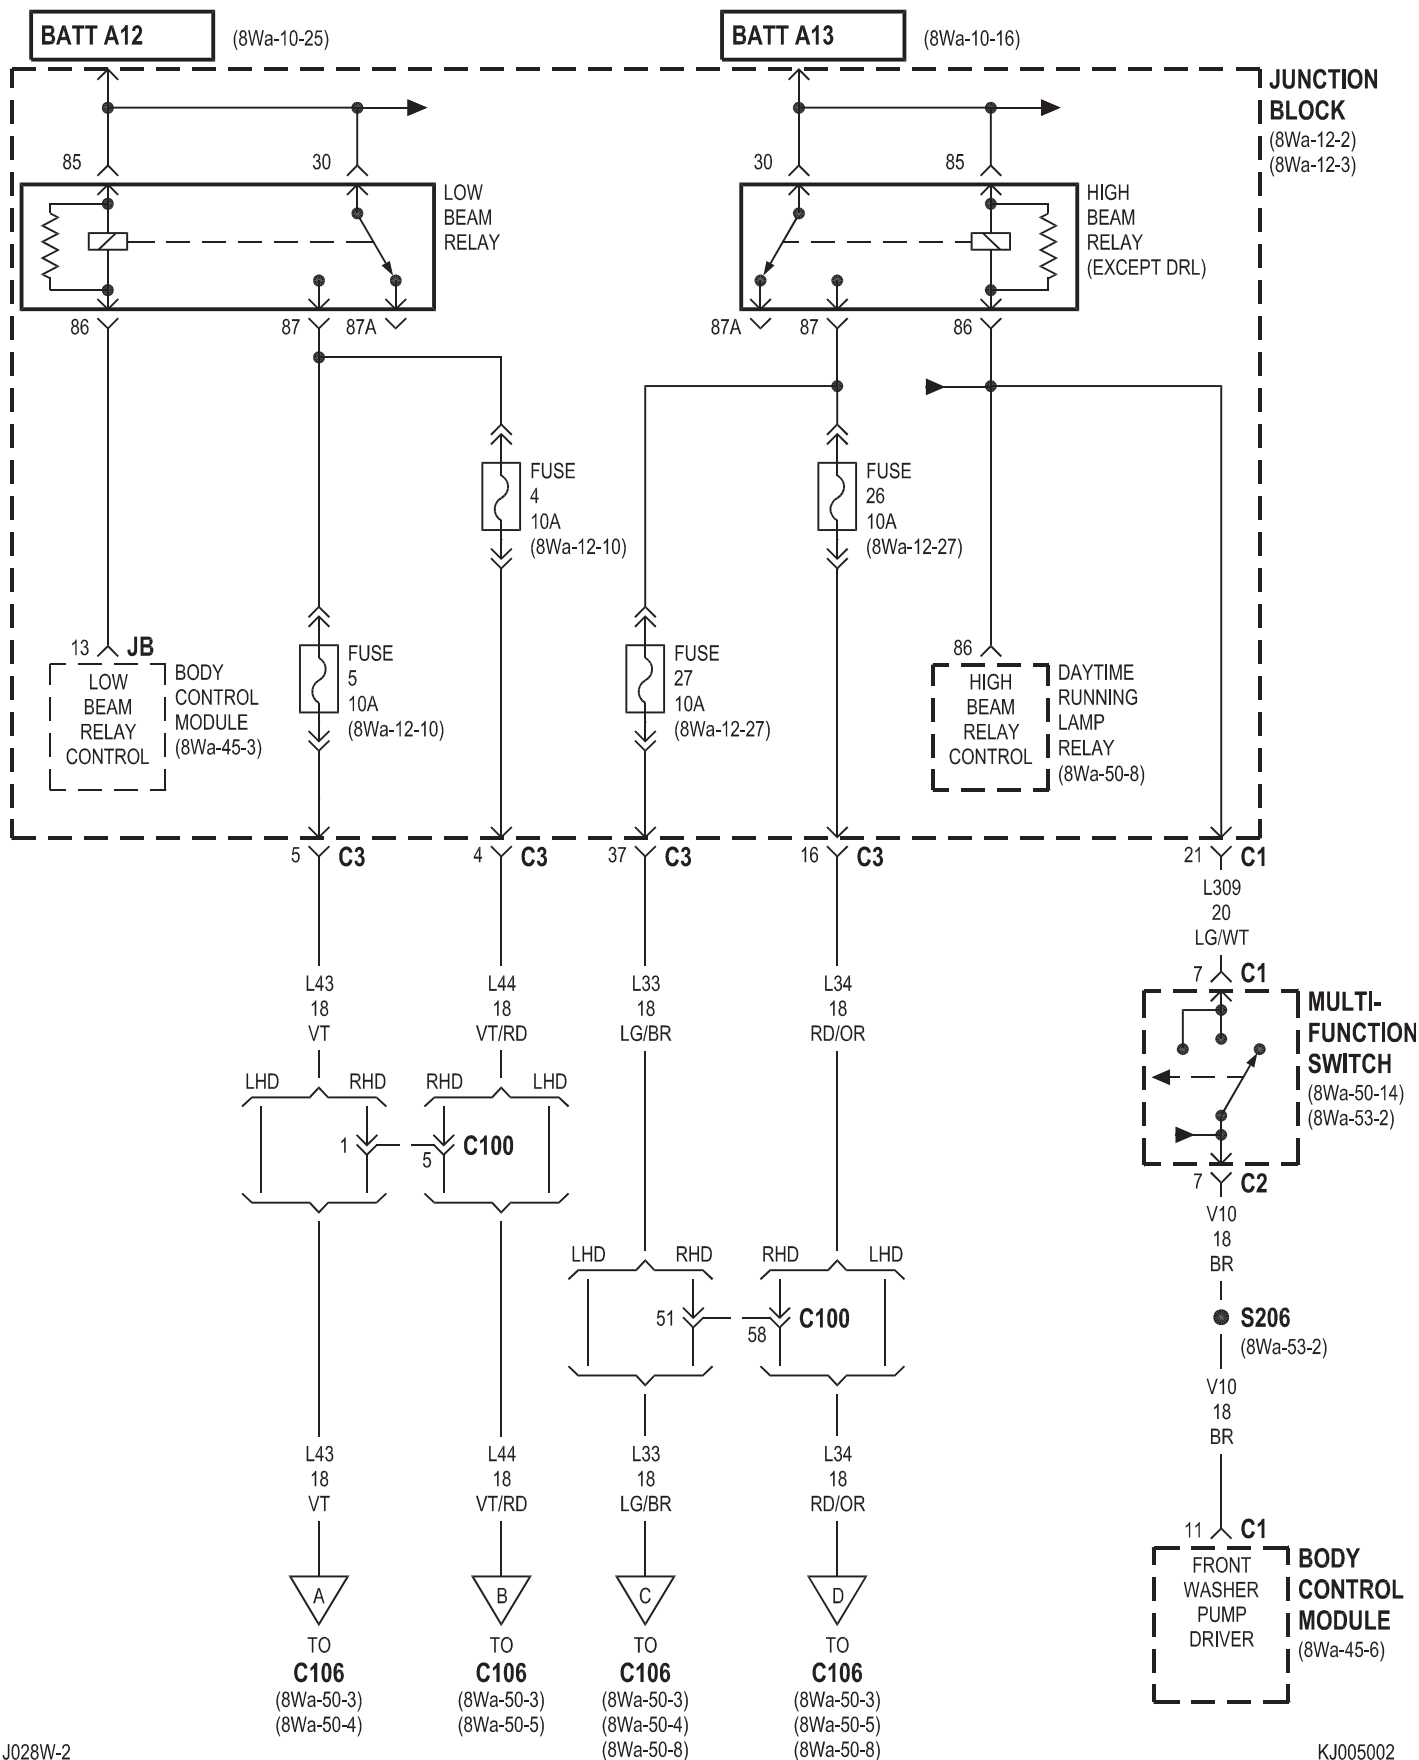 BATT A12
(8Wa-10-25)
BATT A13
(8Wa-10-16)
JUNCTION
BLOCK
(8Wa-12-2)
(8Wa-12-3)
85
30
LOW
BEAM
RELAY
30
85
HIGH
BEAM
RELAY
(EXCEPT DRL)
86
87
87A
87A
87
86
FUSE
4
10A
(8Wa-12-10)
FUSE
26
10A
(8Wa-12-27)
13
JB
LOW
BEAM
RELAY
CONTROL
BODY
CONTROL
MODULE
(8Wa-45-3)
FUSE
5
10A
(8Wa-12-10)
FUSE
27
10A
(8Wa-12-27)
86
HIGH
BEAM
RELAY
CONTROL
DAYTIME
RUNNING
LAMP
RELAY
(8Wa-50-8)
5
C3
4
C3
37
C3
16
C3
21
C1
L309
20
LG/WT
L43
18
VT
L44
18
VT/RD
L33
18
LG/BR
L34
18
RD/OR
7
C1
MULTI-
FUNCTION
SWITCH
(8Wa-50-14)
(8Wa-53-2)
LHD
RHD
RHD
LHD
1
5
C100
7
C2
V10
18
BR
LHD
RHD
RHD
LHD
51
58
C100
S206
(8Wa-53-2)
V10
18
BR
L43
18
VT
L44
18
VT/RD
L33
18
LG/BR
L34
18
RD/OR
11
C1
FRONT
WASHER
PUMP
DRIVER
BODY
CONTROL
MODULE
(8Wa-45-6)
A
TO
C106
(8Wa-50-3)
(8Wa-50-4)
B
TO
C106
(8Wa-50-3)
(8Wa-50-5)
C
TO
C106
(8Wa-50-3)
(8Wa-50-4)
(8Wa-50-8)
D
TO
C106
(8Wa-50-3)
(8Wa-50-5)
(8Wa-50-8)
J028W-2
KJ005002